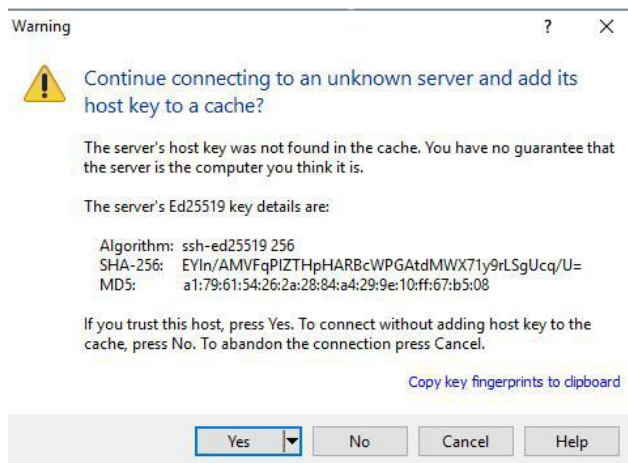 Warning ? ×
Continue connecting to an unknown server and add its
host key to a cache?
The server's host key was not found in the cache. You have no guarantee that
the server is the computer you think it is.
The server's Ed25519 key details are:
Algorithm: ssh-ed25519 256
SHA-256: EYIn/AMVFqPIZTHpHARBcWPGAtdMWX71y9rLSgUcq/U=
MD5: a1:79:61:54:26:2a:28:84:a4:29:9e:10:ff:67:b5:08
If you trust this host, press Yes. To connect without adding host key to the
cache, press No. To abandon the connection press Cancel.
Copy key fingerprints to clipboard
Yes No Cancel Help